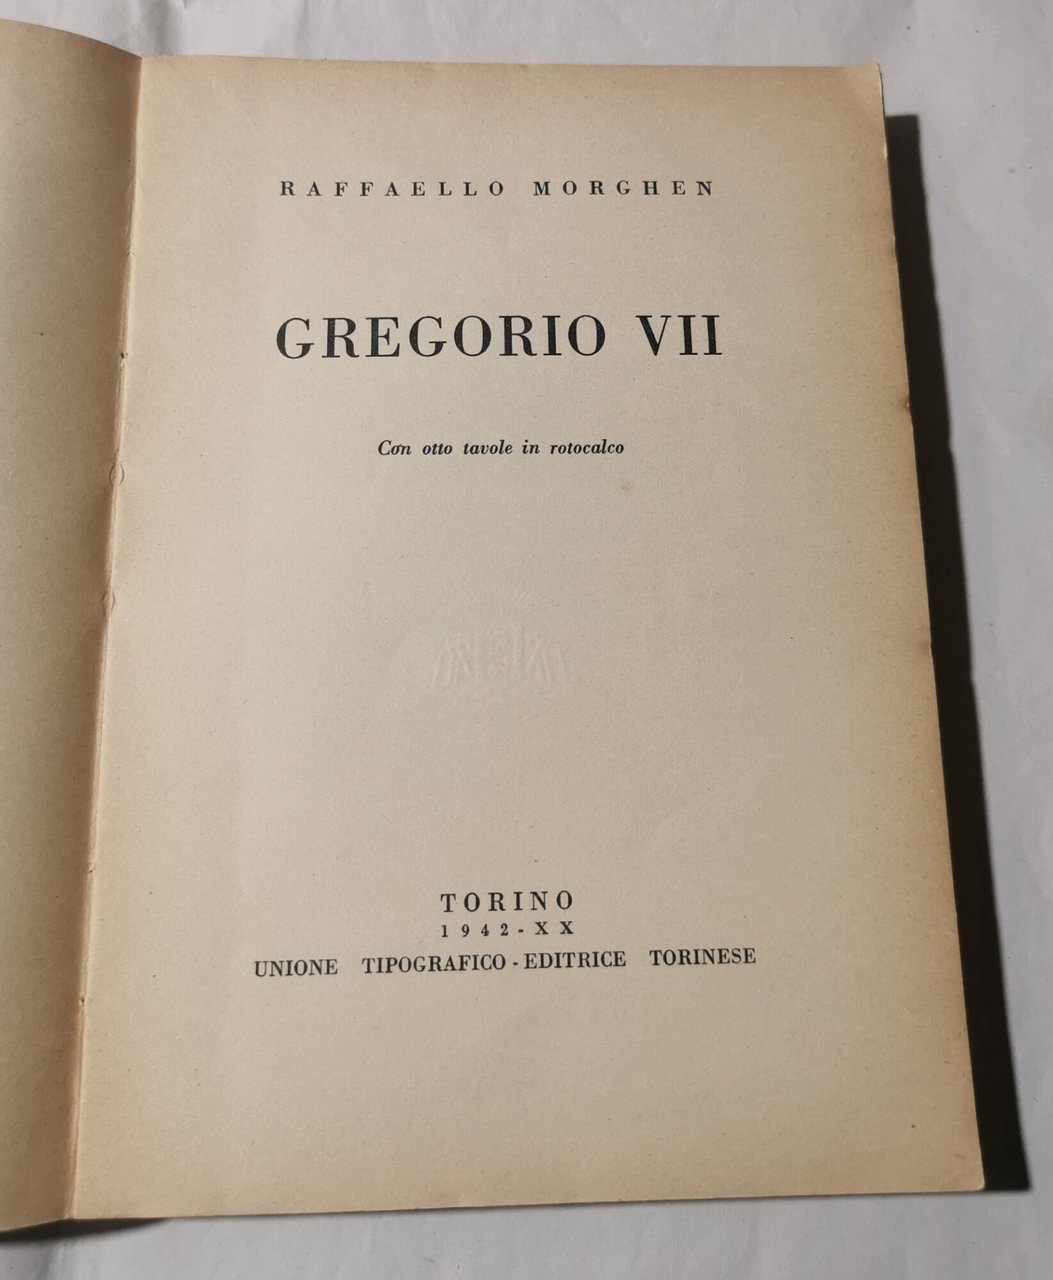 RAFFAELLO MORGHEN
GREGORIO VII
Con otto tavole in rotocalco
TORINO
1942-XX
UNIONE TIPOGRAFICO-EDITRICE TORINESE